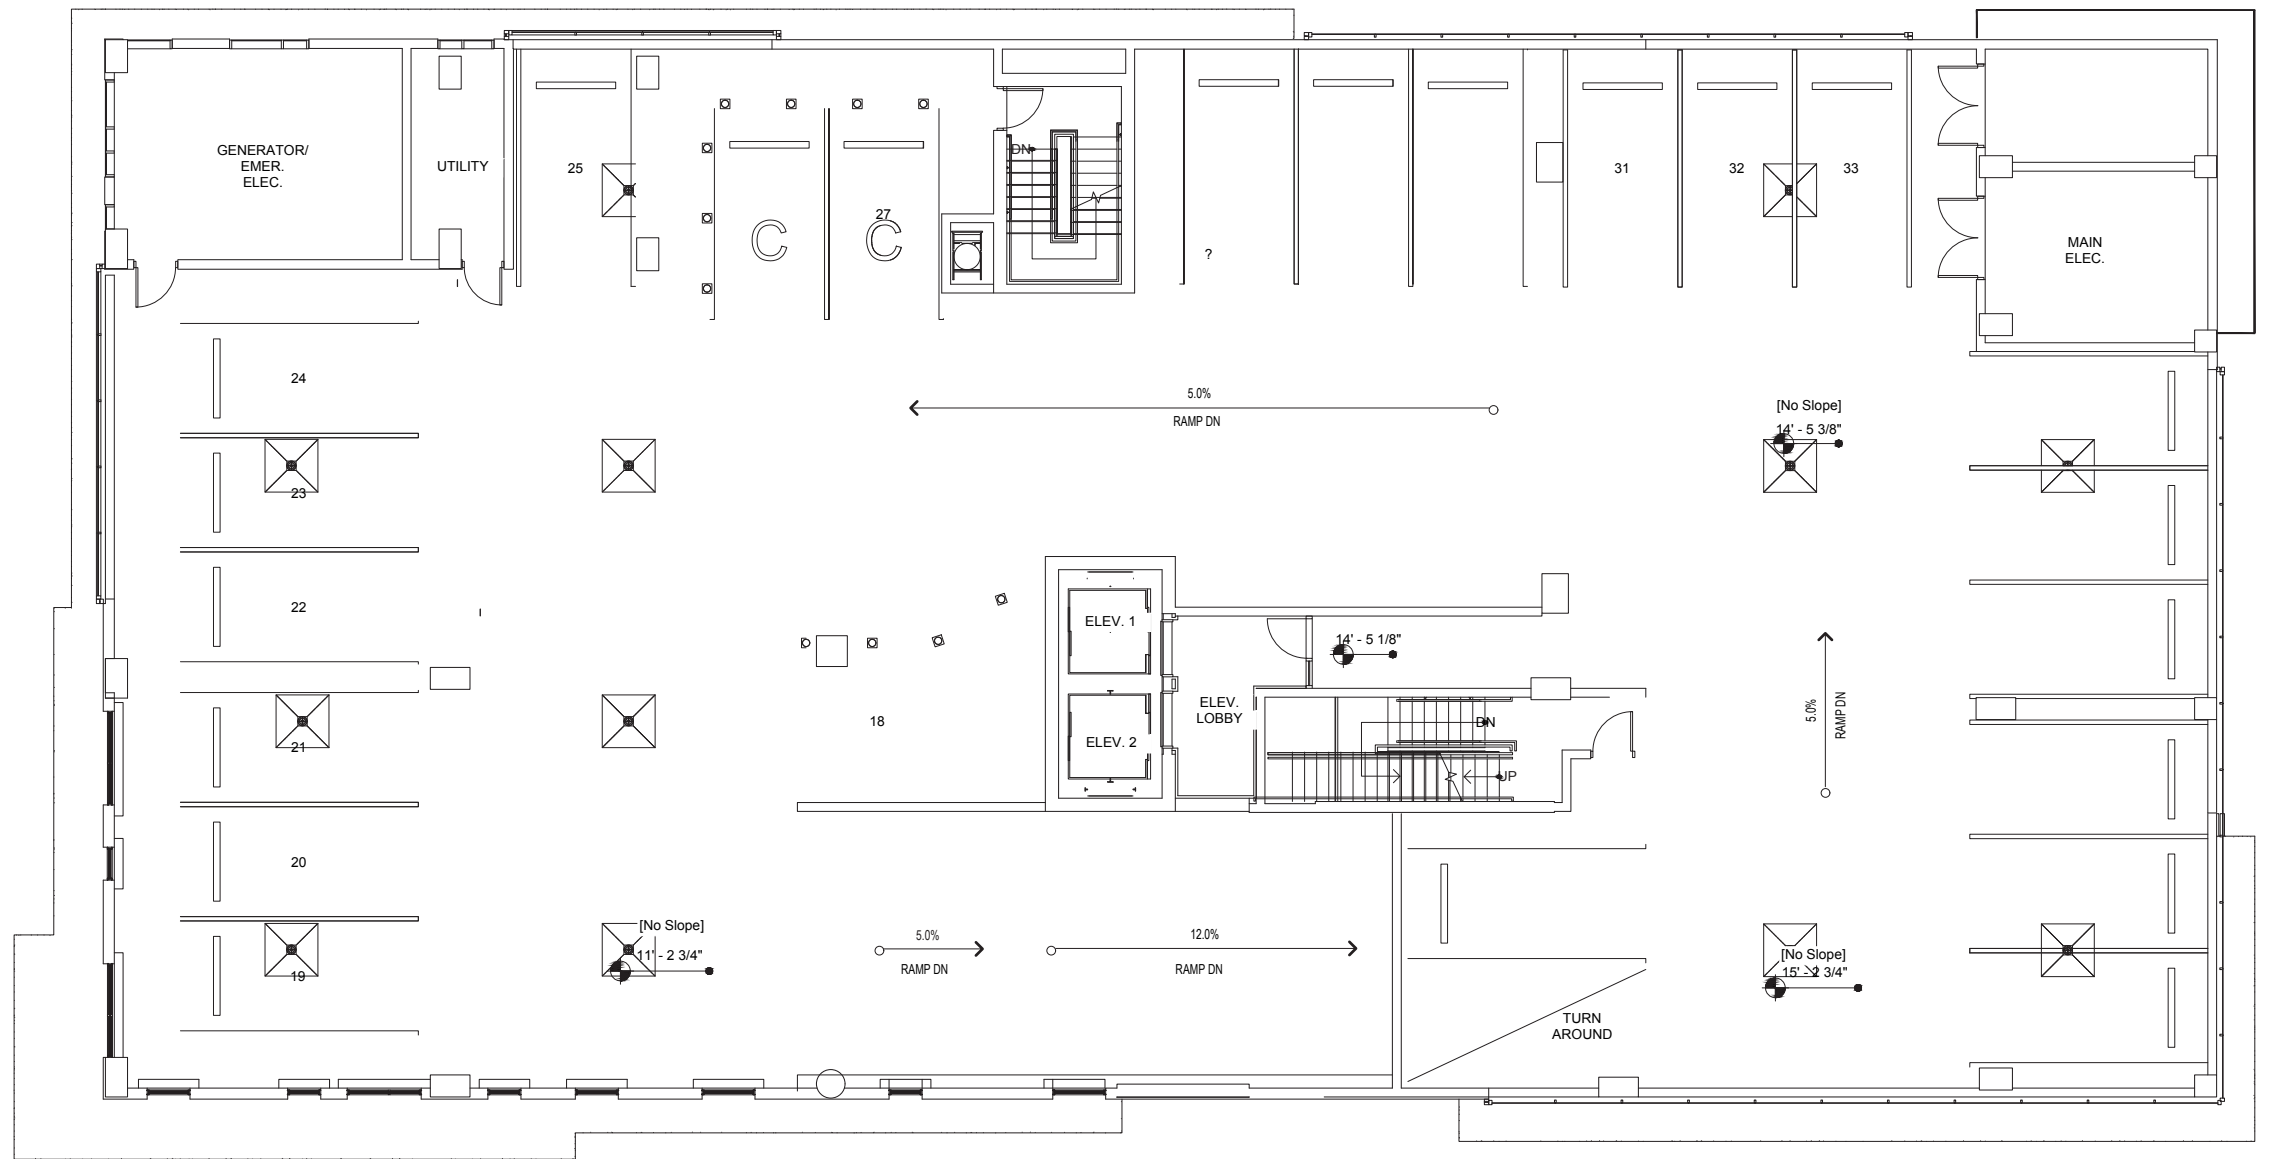 GENERATOR/
EMER.
ELEC.
UTILITY
25
27
C
C
DN
?
31
32
33
MAIN
ELEC.
24
5.0%
RAMP DN
[No Slope]
14' - 5 3/8"
23
22
ELEV. 1
14' - 5 1/8"
ELEV.
LOBBY
18
DN
5.0%
RAMP DN
21
ELEV. 2
UP
20
[No Slope]
11' - 2 3/4"
5.0%
RAMP DN
12.0%
RAMP DN
[No Slope]
15' - 2 3/4"
19
TURN
AROUND